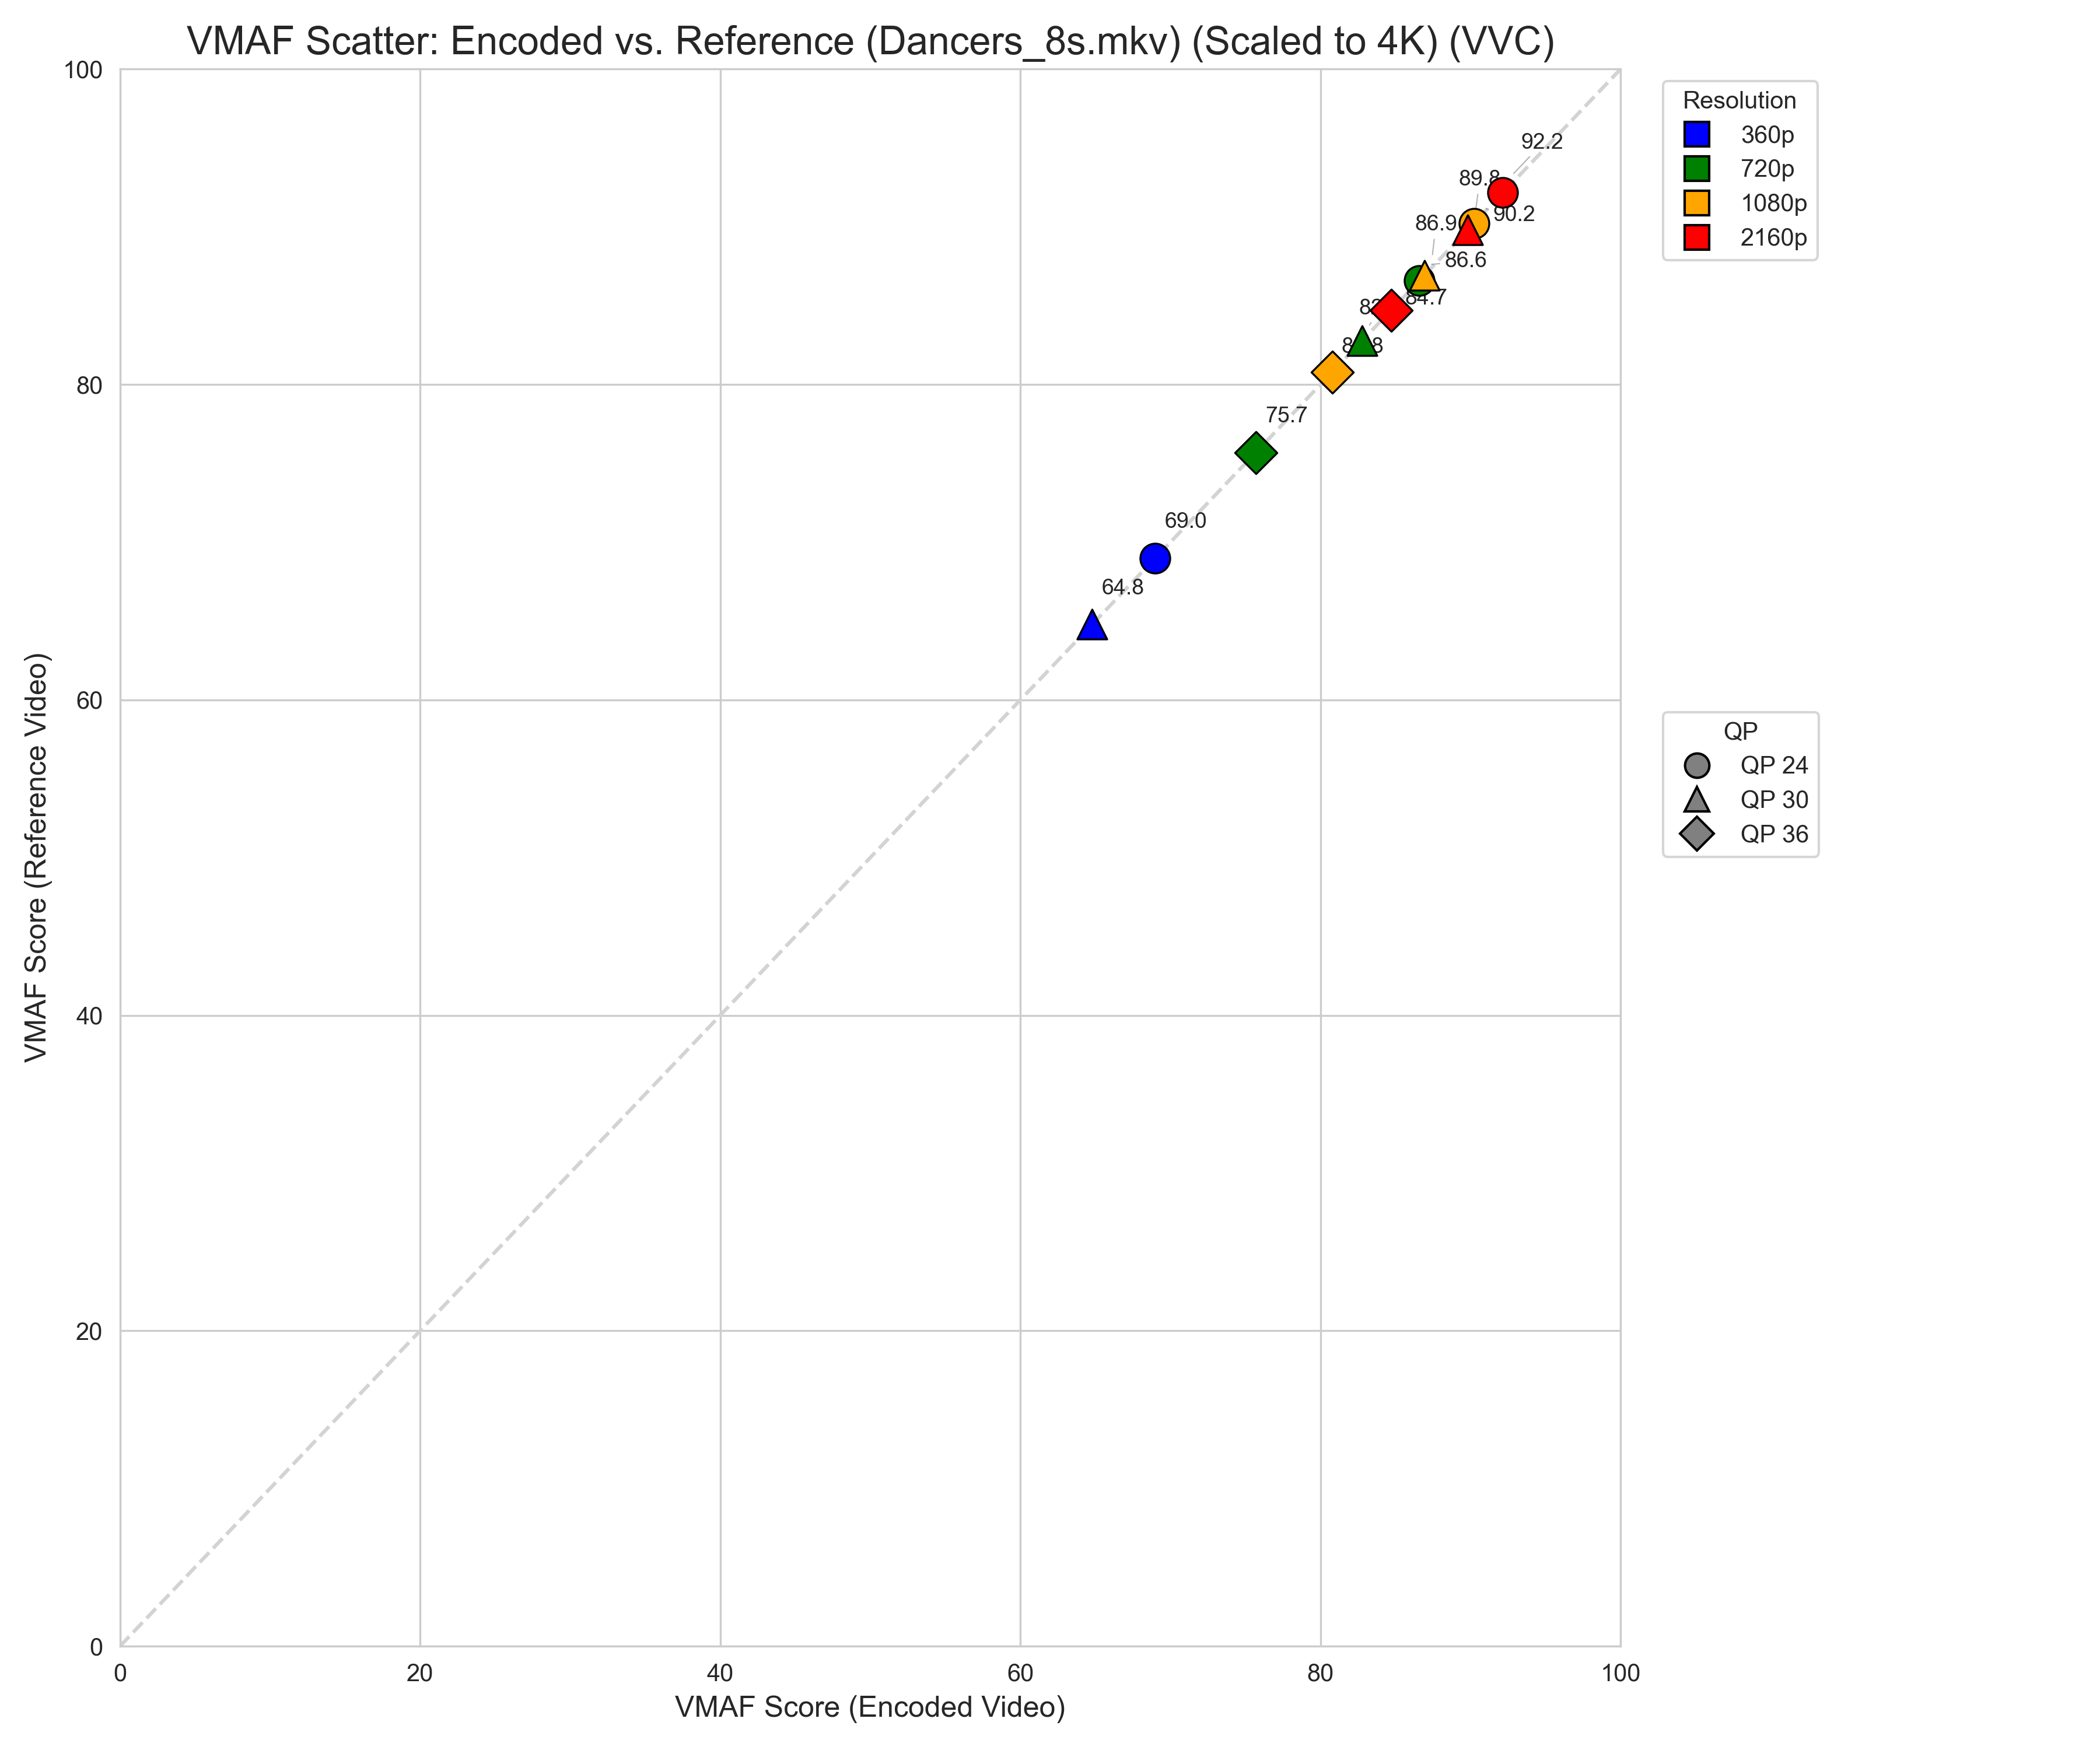 VMAF Scatter: Encoded vs. Reference (Dancers_8s.mkv) (Scaled to 4K) (VVC)
100
80
60
40
20
0
0
20
40
60
80
100
VMAF Score (Reference Video)
VMAF Score (Encoded Video)
92.2
89.8
90.2
86.9
86.6
84.7
75.7
69.0
64.8
Resolution
360p
720p
1080p
2160p
QP
QP 24
QP 30
QP 36